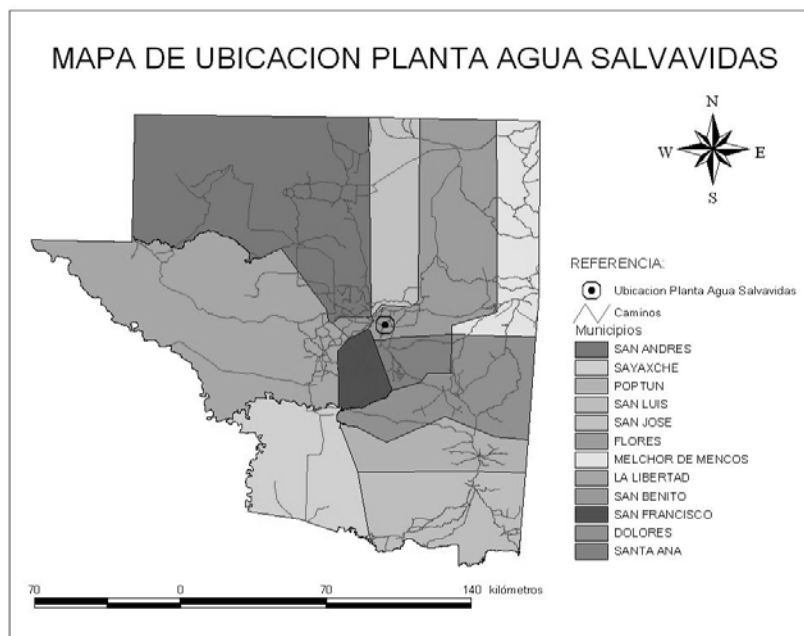 MAPA DE UBICACION PLANTA AGUA SALVAVIDAS
N
W E
S
REFERENCIA:
Ubicacion Planta Agua Salvavidas
Caminos
Municipios
SAN ANDRES
SAYAXCHE
POPTUN
SAN LUIS
SAN JOSE
FLORES
MELCHOR DE MENCOS
LA LIBERTAD
SAN BENITO
SAN FRANCISCO
DOLORES
SANTA ANA
70 0 70 140 kilómetros